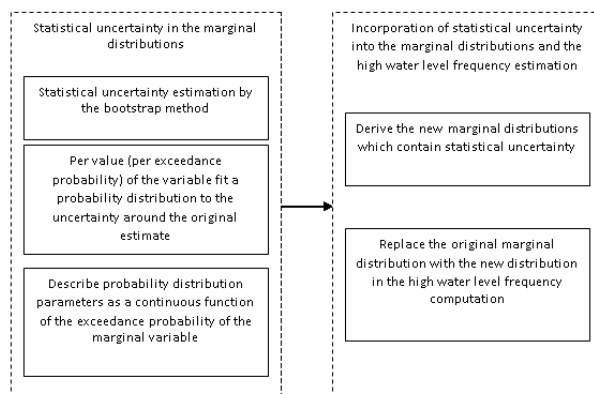 Statistical uncertainty in the marginal
distributions
Statistical uncertainty estimation by
the bootstrap method
Per value (per exceedance
probability) of the variable fit a
probability distribution to the
uncertainty around the original
estimate
Describe probability distribution
parameters as a continuous function
of the exceedance probability of the
marginal variable
Incorporation of statistical uncertainty
into the marginal distributions and the
high water level frequency estimation
Derive the new marginal distributions
which contain statistical uncertainty
Replace the original marginal
distribution with the new distribution
in the high water level frequency
computation